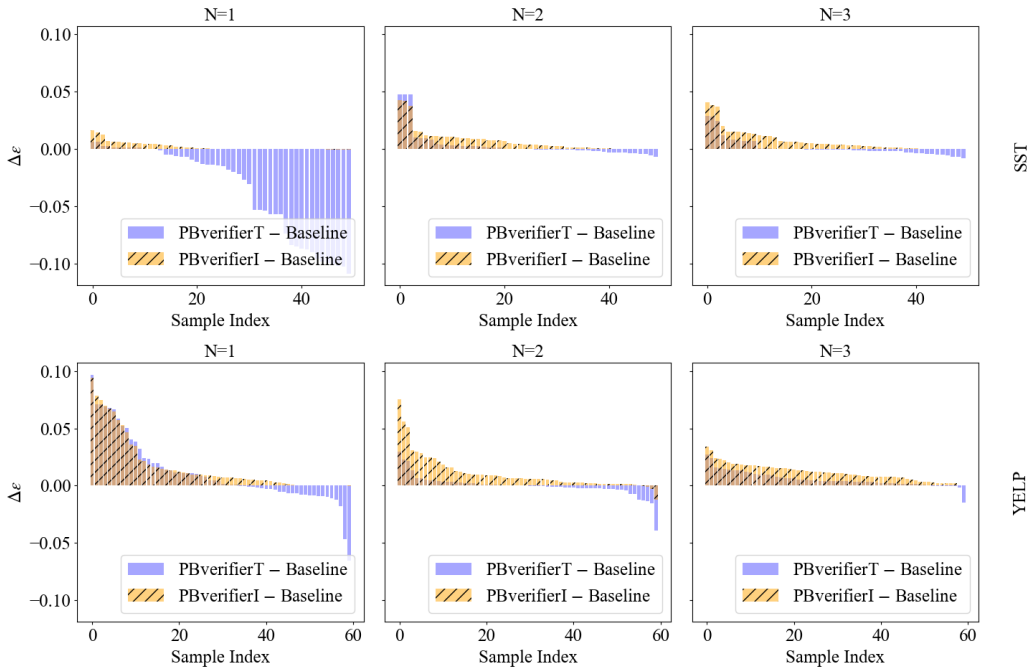 N=1
N=2
N=3
0.10
0.05
0.00
−0.05
−0.10
Δε
PBverifierT − Baseline
PBverifierI − Baseline
PBverifierT − Baseline
PBverifierI − Baseline
PBverifierT − Baseline
PBverifierI − Baseline
SST
0 20 40
0 20 40
0 20 40
Sample Index
Sample Index
Sample Index
N=1
N=2
N=3
0.10
0.05
0.00
−0.05
−0.10
Δε
PBverifierT − Baseline
PBverifierI − Baseline
PBverifierT − Baseline
PBverifierI − Baseline
PBverifierT − Baseline
PBverifierI − Baseline
YELP
0 20 40 60
0 20 40 60
0 20 40 60
Sample Index
Sample Index
Sample Index